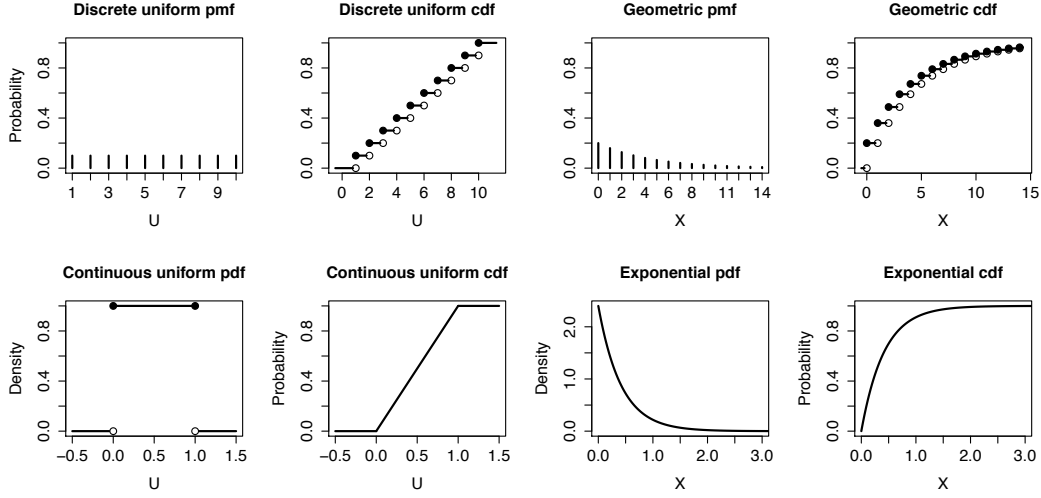 Discrete uniform pmf
Probability
0.0 0.4 0.8
1 3 5 7 9
U
Discrete uniform cdf
0.0 0.4 0.8
0 2 4 6 8 10
U
Geometric pmf
0.0 0.4 0.8
0 2 4 6 8 11 14
X
Geometric cdf
0.0 0.4 0.8
0 5 10 15
X
Continuous uniform pdf
Density
0.0 0.4 0.8
−0.5 0.0 0.5 1.0 1.5
U
Continuous uniform cdf
Probability
0.0 0.4 0.8
−0.5 0.0 0.5 1.0 1.5
U
Exponential pdf
Density
0.0 1.0 2.0
0.0 1.0 2.0 3.0
X
Exponential cdf
Probability
0.0 0.4 0.8
0.0 1.0 2.0 3.0
X